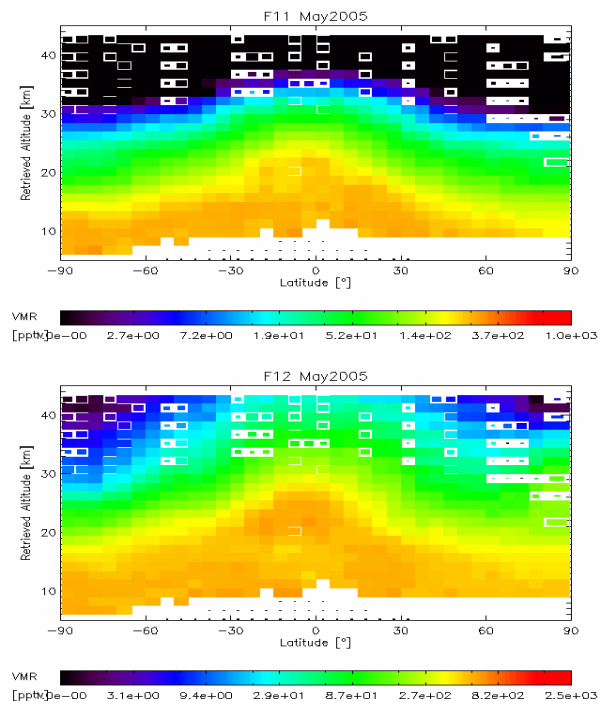 F11 May2005
40
30
20
10
Retrieved Altitude [km]
-90 -60 -30 0 30 60 90
Latitude [°]
VMR
2.7e+00 7.2e+00 1.9e+01 5.2e+01 1.4e+02 3.7e+02 1.0e+03
F12 May2005
40
30
20
10
Retrieved Altitude [km]
-90 -60 -30 0 30 60 90
Latitude [°]
VMR
3.1e+00 9.4e+00 2.9e+01 8.7e+01 2.7e+02 8.2e+02 2.5e+03